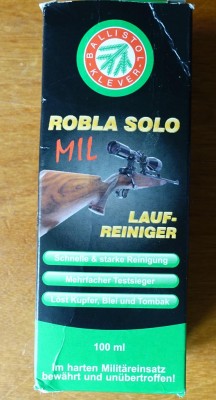 BALLISTOL
KLEVER
ROBLA SOLO
MIL
LAUF-
REINIGER
Schnelle & starke Reinigung
Mehrfacher Testsieger
Löst Kupfer, Blei und Tombak
100 ml
Im harten Militäreinsatz
bewährt und unübertroffen!